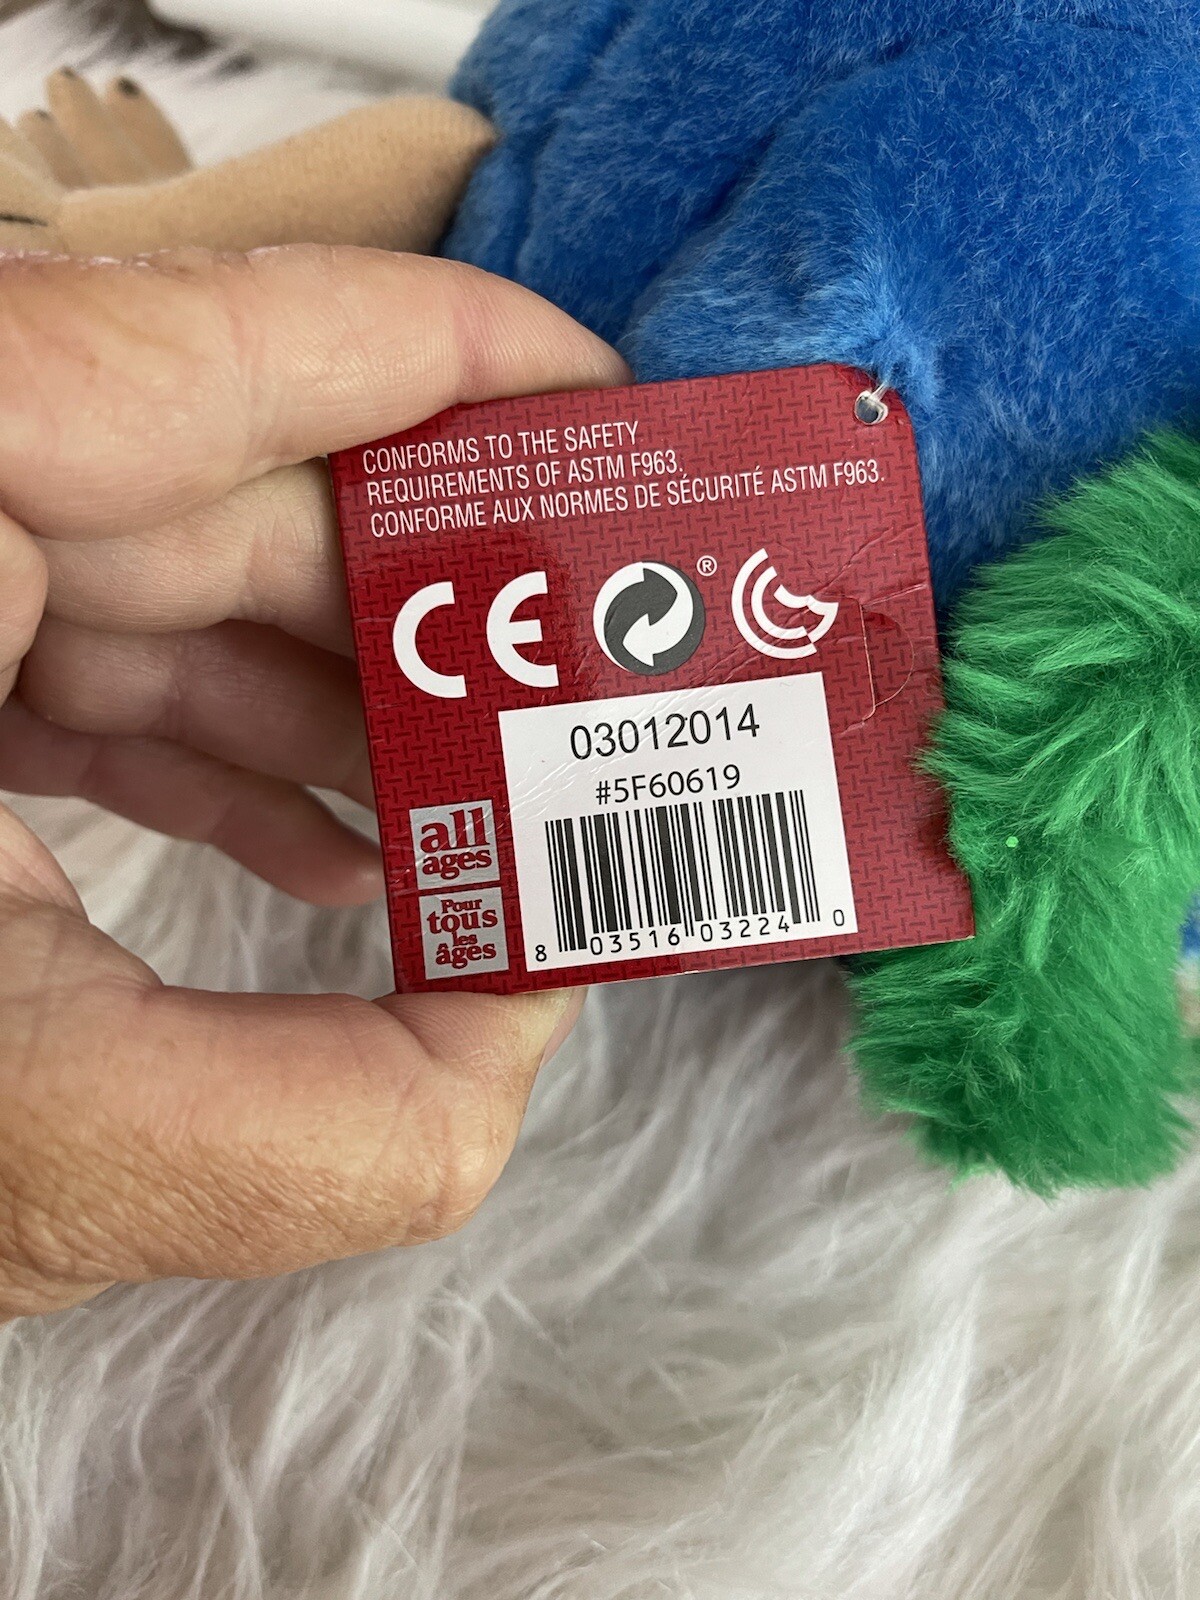 CONFORMS TO THE SAFETY
REQUIREMENTS OF ASTM F963.
CONFORME AUX NORMES DE SÉCURITÉ ASTM F963.
CE ®
03012014
#5F60619
8 03516 03224 0
all
ages
Pour
tous
les
âges